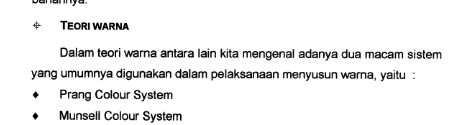 TEORI WARNA
Dalam teori warna antara lain kita mengenal adanya dua macam sistem
yang umumnya digunakan dalam pelaksanaan menyusun warna, yaitu :
♦ Prang Colour System
♦ Munsell Colour System